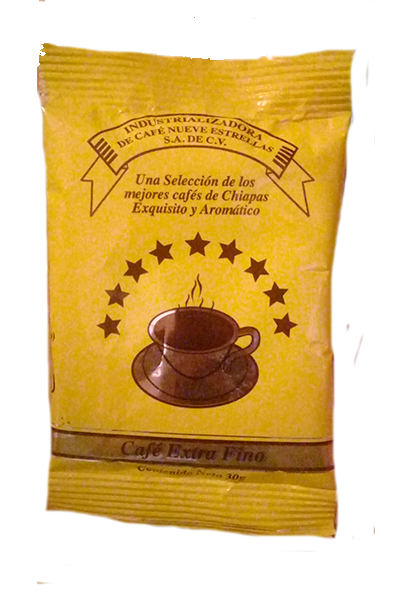 INDUSTRIALIZADORA
DE CAFÉ NUEVE ESTRELLAS
S.A. DE C.V.
Una Selección de los
mejores cafés de Chiapas
Exquisito y Aromático
Café Extra Fino
Contenido Neto 30g